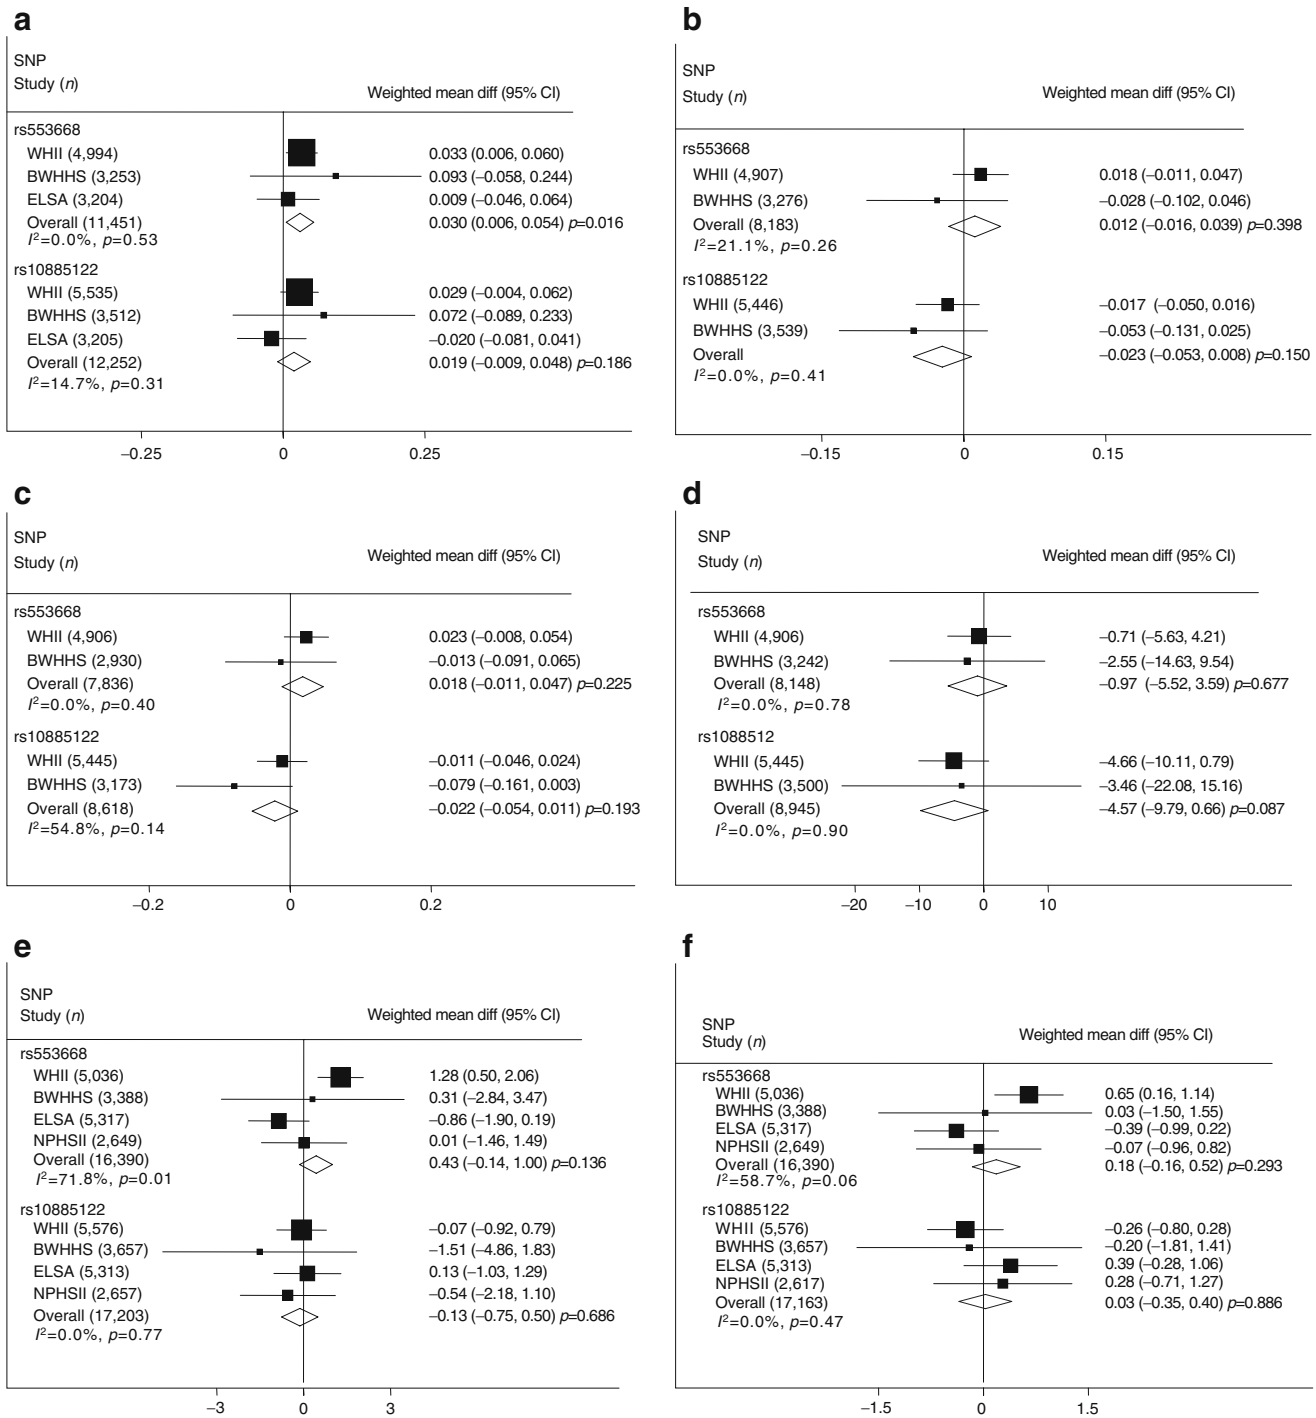 a
SNP
Study (n)
Weighted mean diff (95% CI)
rs553668
WHII (4,994) 0.033 (0.006, 0.060)
BWHHS (3,253) 0.093 (−0.058, 0.244)
ELSA (3,204) 0.009 (−0.046, 0.064)
Overall (11,451) 0.030 (0.006, 0.054) p=0.016
I²=0.0%, p=0.53
rs10885122
WHII (5,535) 0.029 (−0.004, 0.062)
BWHHS (3,512) 0.072 (−0.089, 0.233)
ELSA (3,205) −0.020 (−0.081, 0.041)
Overall (12,252) 0.019 (−0.009, 0.048) p=0.186
I²=14.7%, p=0.31
−0.25 0 0.25
b
SNP
Study (n)
Weighted mean diff (95% CI)
rs553668
WHII (4,907) 0.018 (−0.011, 0.047)
BWHHS (3,276) −0.028 (−0.102, 0.046)
Overall (8,183) 0.012 (−0.016, 0.039) p=0.398
I²=21.1%, p=0.26
rs10885122
WHII (5,446) −0.017 (−0.050, 0.016)
BWHHS (3,539) −0.053 (−0.131, 0.025)
Overall −0.023 (−0.053, 0.008) p=0.150
I²=0.0%, p=0.41
−0.15 0 0.15
c
SNP
Study (n)
Weighted mean diff (95% CI)
rs553668
WHII (4,906) 0.023 (−0.008, 0.054)
BWHHS (2,930) −0.013 (−0.091, 0.065)
Overall (7,836) 0.018 (−0.011, 0.047) p=0.225
I²=0.0%, p=0.40
rs10885122
WHII (5,445) −0.011 (−0.046, 0.024)
BWHHS (3,173) −0.079 (−0.161, 0.003)
Overall (8,618) −0.022 (−0.054, 0.011) p=0.193
I²=54.8%, p=0.14
−0.2 0 0.2
d
SNP
Study (n)
Weighted mean diff (95% CI)
rs553668
WHII (4,906) −0.71 (−5.63, 4.21)
BWHHS (3,242) −2.55 (−14.63, 9.54)
Overall (8,148) −0.97 (−5.52, 3.59) p=0.677
I²=0.0%, p=0.78
rs1088512
WHII (5,445) −4.66 (−10.11, 0.79)
BWHHS (3,500) −3.46 (−22.08, 15.16)
Overall (8,945) −4.57 (−9.79, 0.66) p=0.087
I²=0.0%, p=0.90
−20 −10 0 10
e
SNP
Study (n)
Weighted mean diff (95% CI)
rs553668
WHII (5,036) 1.28 (0.50, 2.06)
BWHHS (3,388) 0.31 (−2.84, 3.47)
ELSA (5,317) −0.86 (−1.90, 0.19)
NPHSII (2,649) 0.01 (−1.46, 1.49)
Overall (16,390) 0.43 (−0.14, 1.00) p=0.136
I²=71.8%, p=0.01
rs10885122
WHII (5,576) −0.07 (−0.92, 0.79)
BWHHS (3,657) −1.51 (−4.86, 1.83)
ELSA (5,313) 0.13 (−1.03, 1.29)
NPHSII (2,657) −0.54 (−2.18, 1.10)
Overall (17,203) −0.13 (−0.75, 0.50) p=0.686
I²=0.0%, p=0.77
−3 0 3
f
SNP
Study (n)
Weighted mean diff (95% CI)
rs553668
WHII (5,036) 0.65 (0.16, 1.14)
BWHHS (3,388) 0.03 (−1.50, 1.55)
ELSA (5,317) −0.39 (−0.99, 0.22)
NPHSII (2,649) −0.07 (−0.96, 0.82)
Overall (16,390) 0.18 (−0.16, 0.52) p=0.293
I²=58.7%, p=0.06
rs10885122
WHII (5,576) −0.26 (−0.80, 0.28)
BWHHS (3,657) −0.20 (−1.81, 1.41)
ELSA (5,313) 0.39 (−0.28, 1.06)
NPHSII (2,617) 0.28 (−0.71, 1.27)
Overall (17,163) 0.03 (−0.35, 0.40) p=0.886
I²=0.0%, p=0.47
−1.5 0 1.5